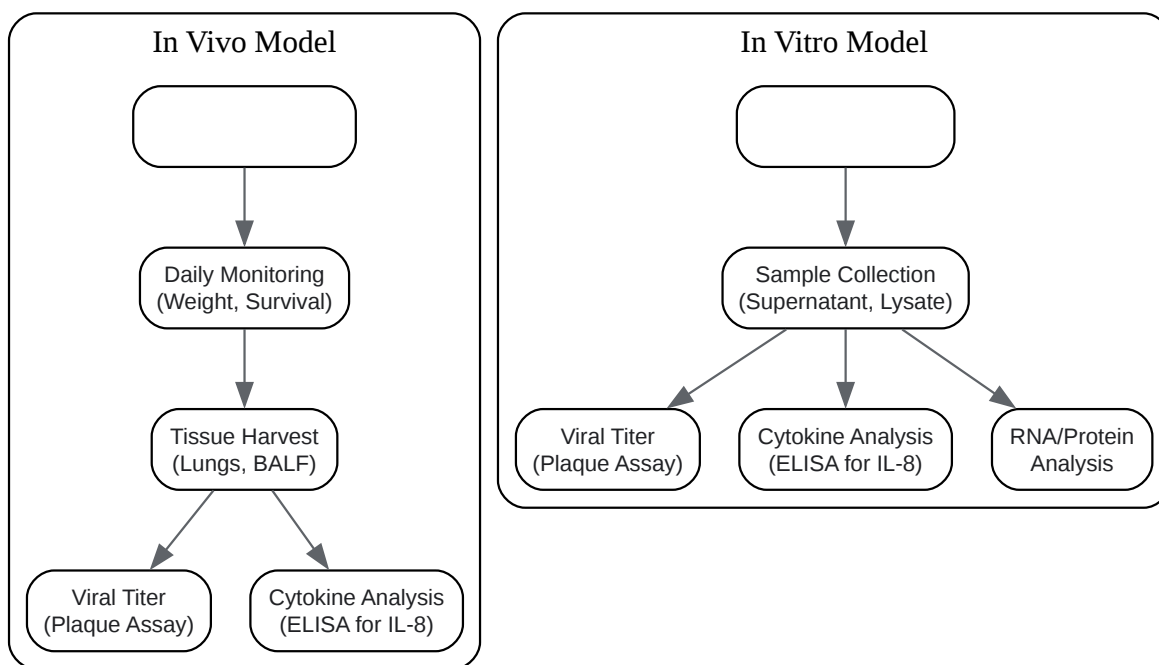 In Vivo Model
Daily Monitoring
(Weight, Survival)
Tissue Harvest
(Lungs, BALF)
Viral Titer
(Plaque Assay)
Cytokine Analysis
(ELISA for IL-8)
In Vitro Model
Sample Collection
(Supernatant, Lysate)
Viral Titer
(Plaque Assay)
Cytokine Analysis
(ELISA for IL-8)
RNA/Protein
Analysis